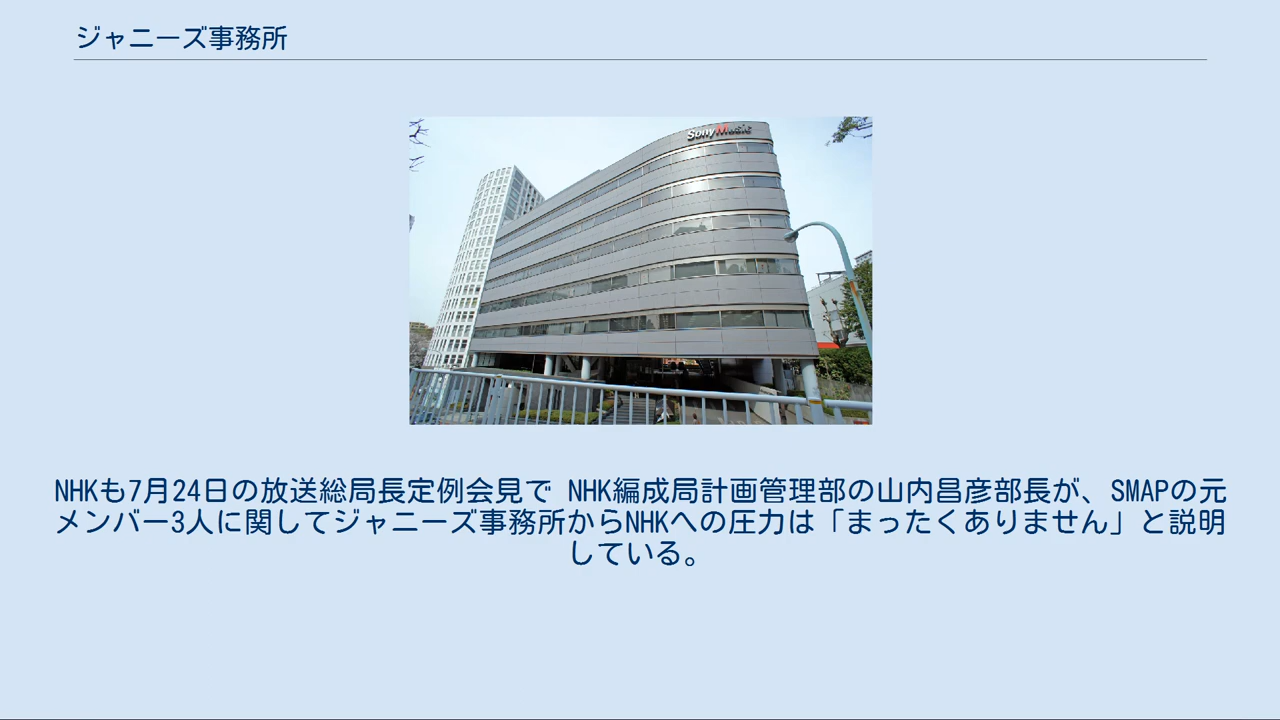 ジャニーズ事務所
Sony Music
NHKも7月24日の放送総局長定例会見で NHK編成局計画管理部の山内昌彦部長が、SMAPの元
メンバー3人に関してジャニーズ事務所からNHKへの圧力は「まったくありません」と説明
している。